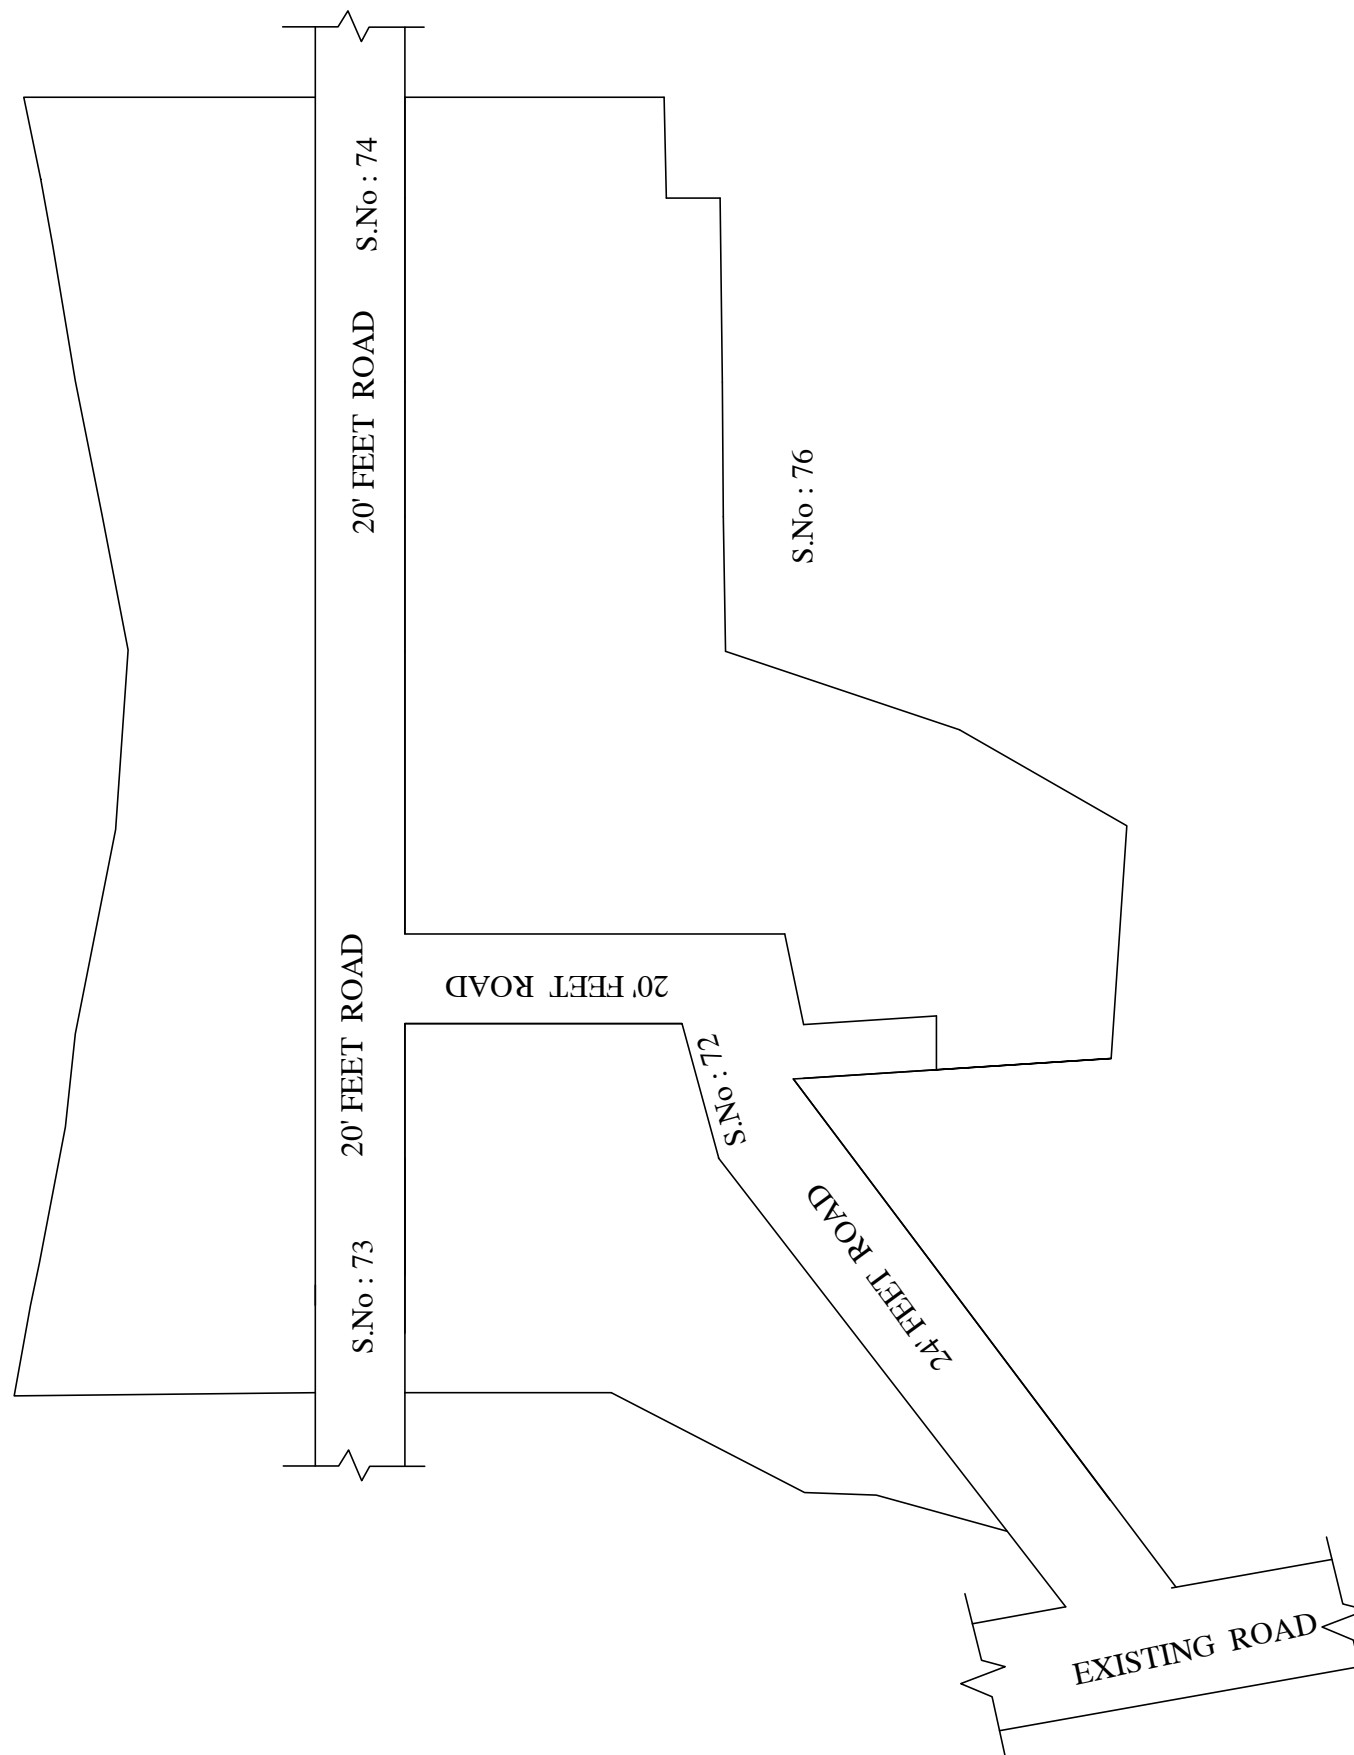 S.No : 74
20' FEET ROAD
S.No : 76
20' FEET ROAD
20' FEET ROAD
S.No : 72
24' FEET ROAD
S.No : 73
EXISTING ROAD